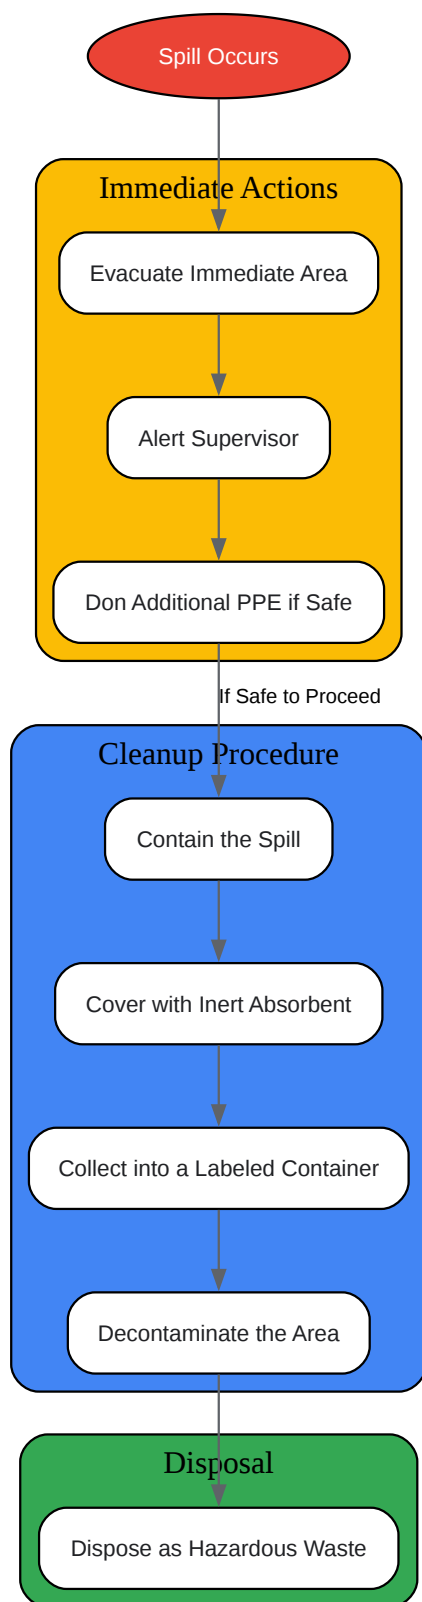 Spill Occurs
Immediate Actions
Evacuate Immediate Area
Alert Supervisor
Don Additional PPE if Safe
If Safe to Proceed
Cleanup Procedure
Contain the Spill
Cover with Inert Absorbent
Collect into a Labeled Container
Decontaminate the Area
Disposal
Dispose as Hazardous Waste